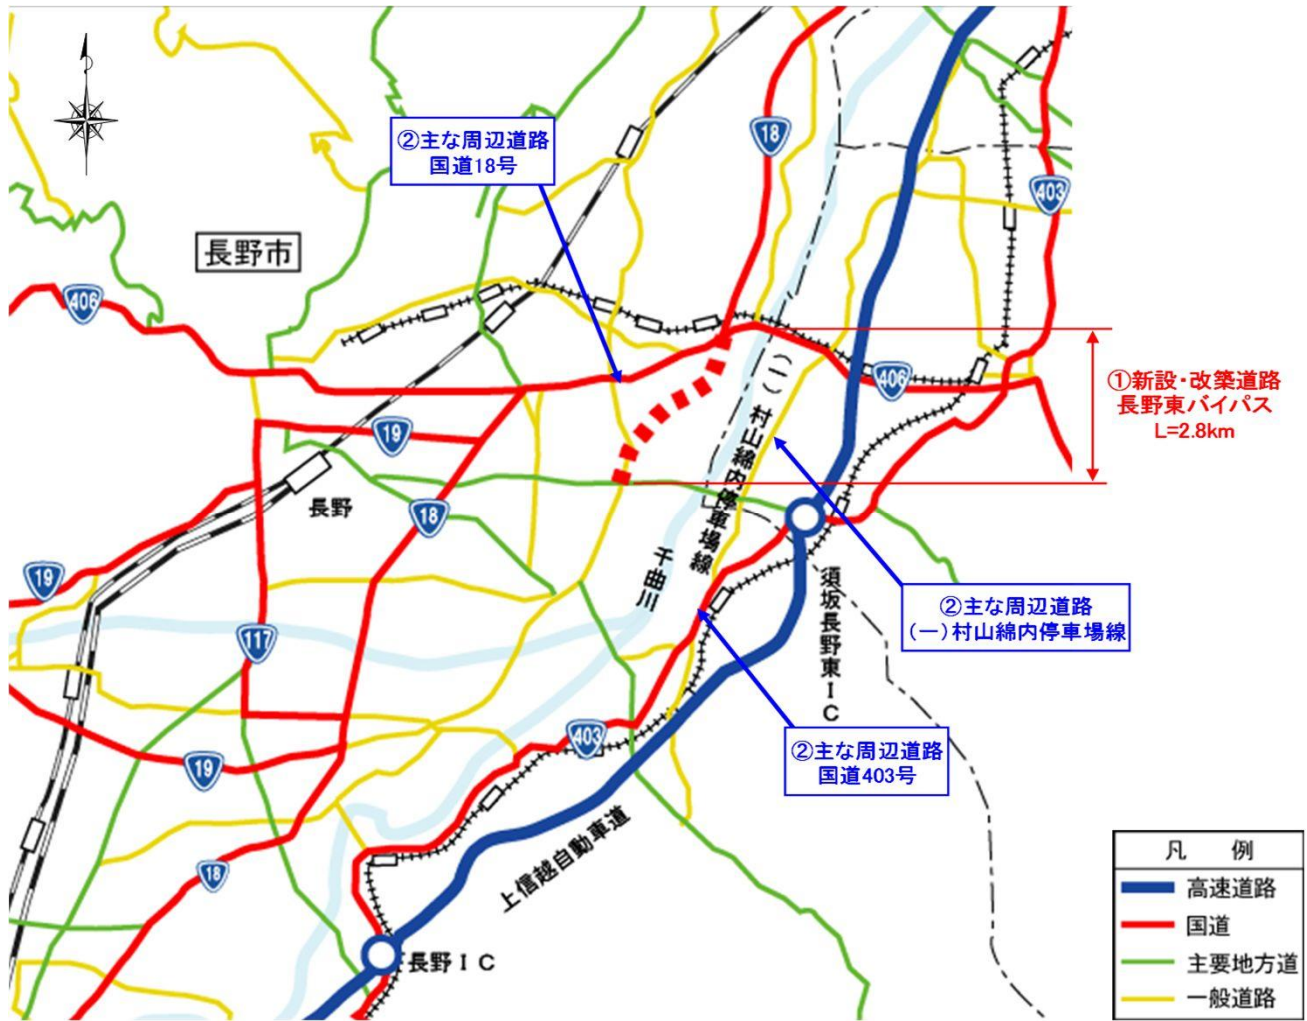 ②主な周辺道路
国道18号
18
403
長野市
406
(一)村山綿内停車場線
406
①新設・改築道路
長野東バイパス
L=2.8km
19
長野
18
千曲川
19
須坂長野東IC
②主な周辺道路
(一)村山綿内停車場線
117
②主な周辺道路
国道403号
403
19
上信越自動車道
18
長野IC
凡 例
高速道路
国道
主要地方道
一般道路